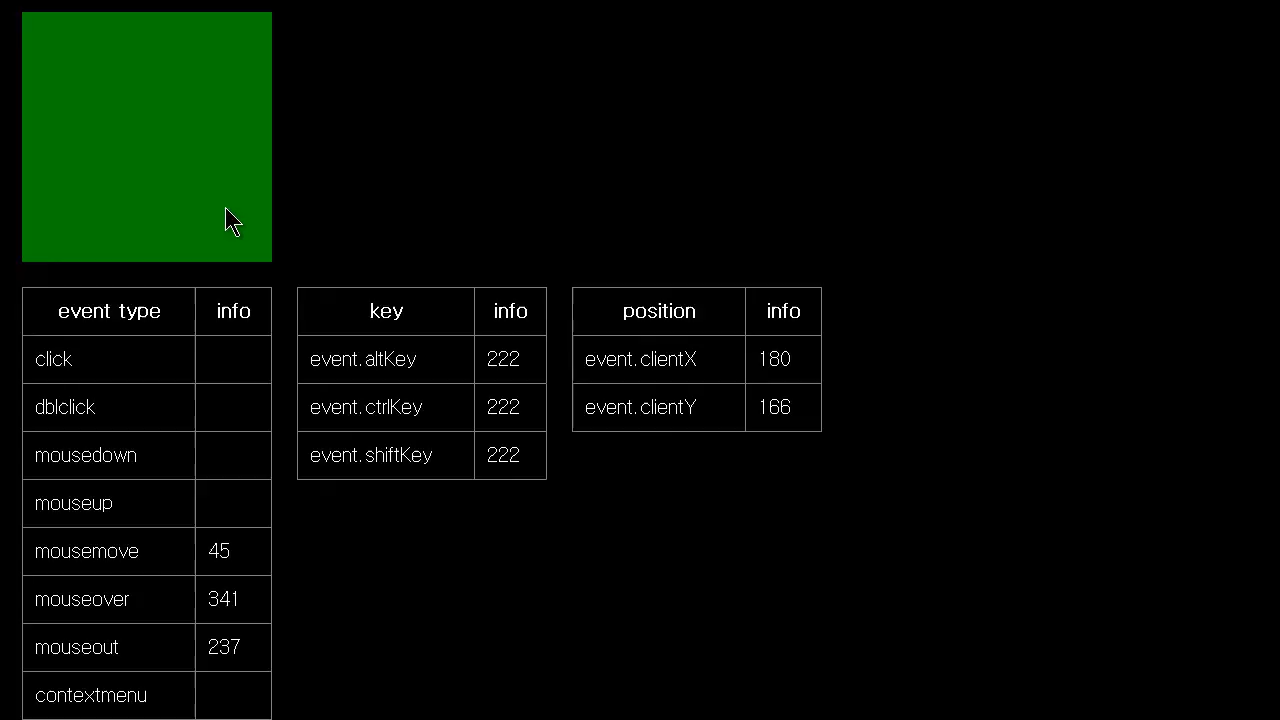 event type info
click
dblclick
mousedown
mouseup
mousemove 45
mouseover 341
mouseout 237
contextmenu
key info
event.altKey 222
event.ctrlKey 222
event.shiftKey 222
position info
event.clientX 180
event.clientY 166